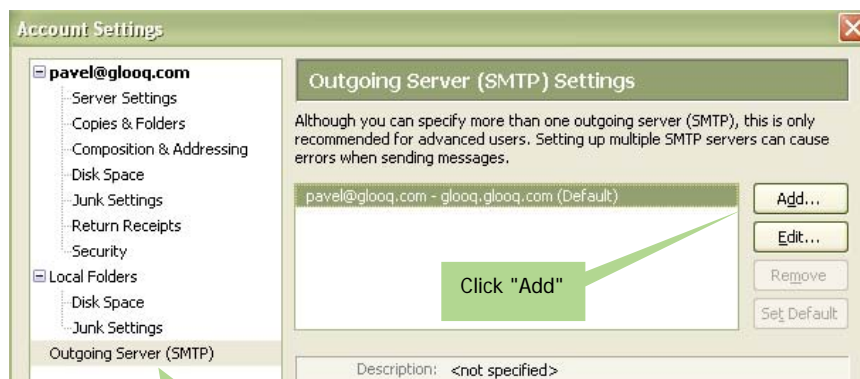 Account Settings
pavel@glooq.com
Server Settings
Copies & Folders
Composition & Addressing
Disk Space
Junk Settings
Return Receipts
Security
Local Folders
Disk Space
Junk Settings
Outgoing Server (SMTP)
Outgoing Server (SMTP) Settings
Although you can specify more than one outgoing server (SMTP), this is only
recommended for advanced users. Setting up multiple SMTP servers can cause
errors when sending messages.
pavel@glooq.com - glooq.glooq.com (Default)
Add...
Edit...
Remove
Set Default
Click "Add"
Description: <not specified>